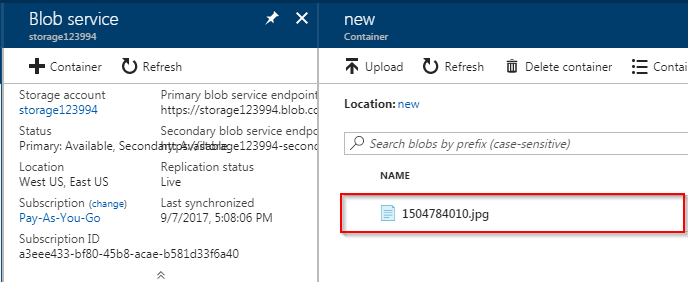 Blob service
storage123994
Container
Refresh
Storage account
storage123994
Primary blob service endpoint
https://storage123994.blob.co
Status
Primary: Available, Secondary: Available
Secondary blob service endp
https://storage123994-secon
Location
West US, East US
Replication status
Live
Subscription (change)
Pay-As-You-Go
Last synchronized
9/7/2017, 5:08:06 PM
Subscription ID
a3eee433-bf80-45b8-acae-b581d33f6a40
new
Container
Upload
Refresh
Delete container
Contai
Location: new
Search blobs by prefix (case-sensitive)
NAME
1504784010.jpg